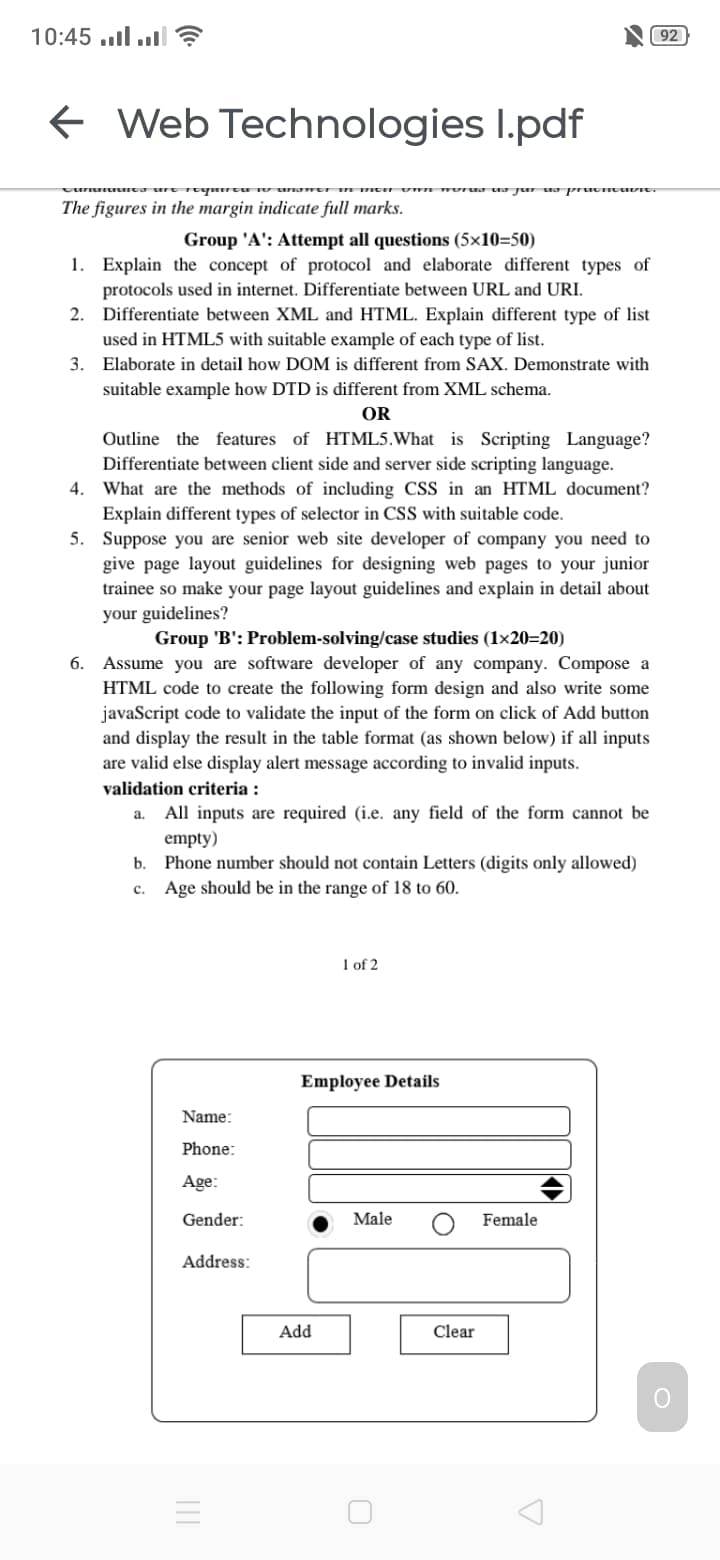 10:45
92
Web Technologies I.pdf
The figures in the margin indicate full marks.
Group 'A': Attempt all questions (5×10=50)
1. Explain the concept of protocol and elaborate different types of
protocols used in internet. Differentiate between URL and URI.
2. Differentiate between XML and HTML. Explain different type of list
used in HTML5 with suitable example of each type of list.
3. Elaborate in detail how DOM is different from SAX. Demonstrate with
suitable example how DTD is different from XML schema.
OR
Outline the features of HTML5.What is Scripting Language?
Differentiate between client side and server side scripting language.
4. What are the methods of including CSS in an HTML document?
Explain different types of selector in CSS with suitable code.
5. Suppose you are senior web site developer of company you need to
give page layout guidelines for designing web pages to your junior
trainee so make your page layout guidelines and explain in detail about
your guidelines?
Group 'B': Problem-solving/case studies (1×20=20)
6. Assume you are software developer of any company. Compose a
HTML code to create the following form design and also write some
javaScript code to validate the input of the form on click of Add button
and display the result in the table format (as shown below) if all inputs
are valid else display alert message according to invalid inputs.
validation criteria :
a. All inputs are required (i.e. any field of the form cannot be
empty)
b. Phone number should not contain Letters (digits only allowed)
c. Age should be in the range of 18 to 60.
1 of 2
Employee Details
Name:
Phone:
Age:
Gender: Male Female
Address:
Add Clear